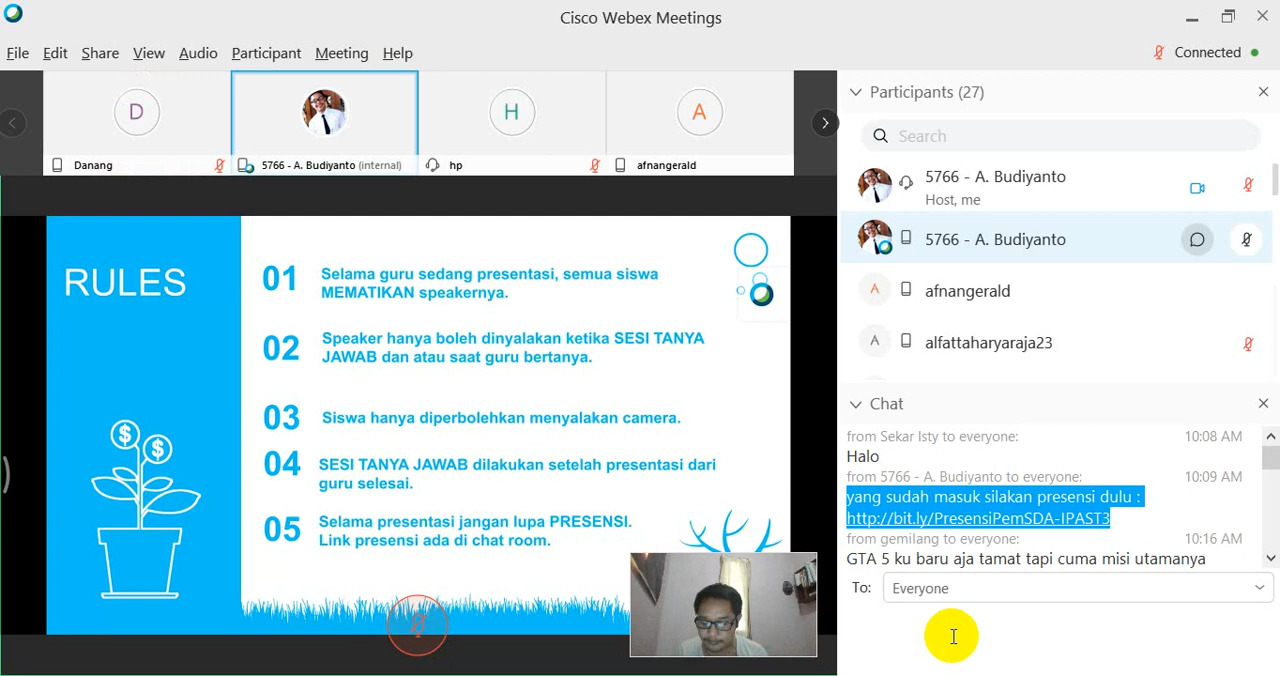 Cisco Webex Meetings
File Edit Share View Audio Participant Meeting Help
Connected
D
H
A
Danang
5766 - A. Budiyanto (internal)
hp
afnangerald
RULES
01
Selama guru sedang presentasi, semua siswa
MEMATIKAN speakernya.
02
Speaker hanya boleh dinyalakan ketika SESI TANYA
JAWAB dan atau saat guru bertanya.
03
Siswa hanya diperbolehkan menyalakan camera.
04
SESI TANYA JAWAB dilakukan setelah presentasi dari
guru selesai.
05
Selama presentasi jangan lupa PRESENSI.
Link presensi ada di chat room.
$ $
Participants (27)
Search
5766 - A. Budiyanto
Host, me
5766 - A. Budiyanto
A afnangerald
A alfattaharyaraja23
Chat
from Sekar Isty to everyone: 10:08 AM
Halo
from 5766 - A. Budiyanto to everyone: 10:09 AM
yang sudah masuk silakan presensi dulu :
http://bit.ly/PresensiPemSDA-IPAST3
from gemilang to everyone: 10:16 AM
GTA 5 ku baru aja tamat tapi cuma misi utamanya
To: Everyone